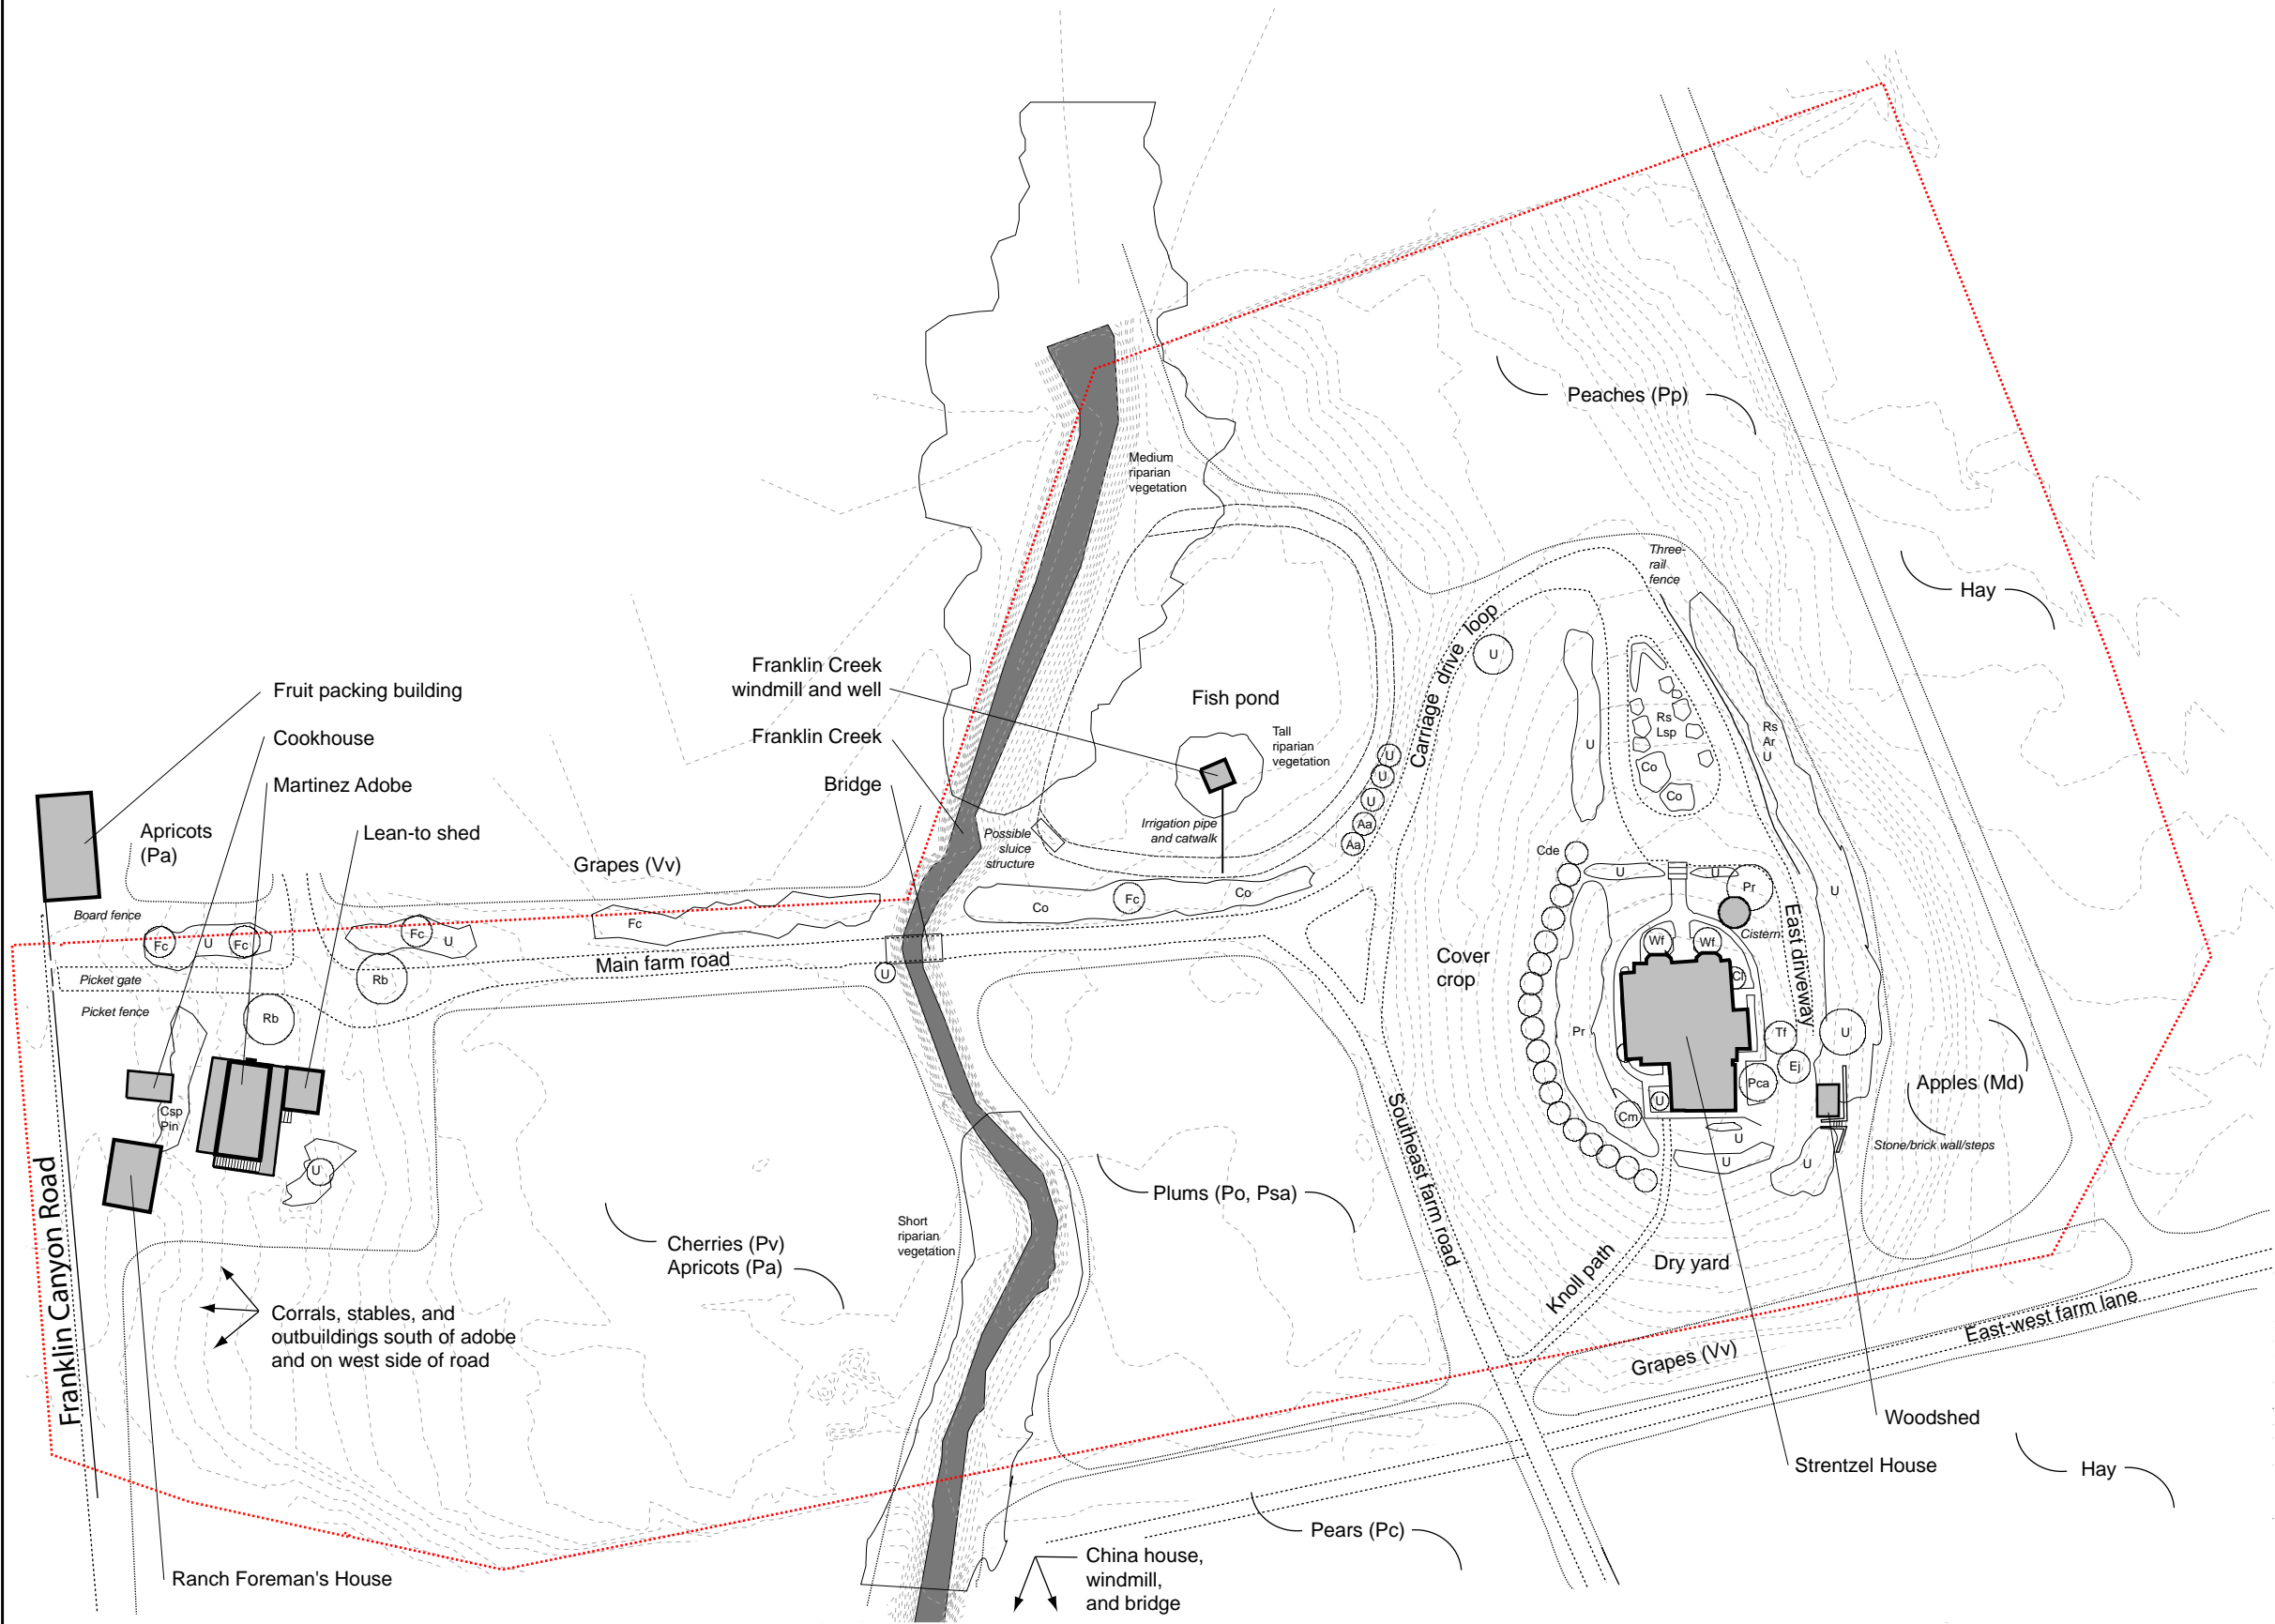 Peaches (Pp)
Medium
riparian
vegetation
Three-
rail
fence
Hay
Carriage drive loop
U
Franklin Creek
windmill and well
Fish pond
Fruit packing building
Franklin Creek
Tall
riparian
vegetation
U
Rs
Lsp
Rs
Ar
U
Cookhouse
Bridge
U
U
U
Co
Co
Martinez Adobe
Apricots
(Pa)
Lean-to shed
Possible
sluice
structure
Irrigation pipe
and catwalk
Aa
Aa
Cde
Grapes (Vv)
U
U
Pr
U
Board fence
Fc
U
Fc
Fc
U
Fc
Co
Fc
Co
Cistern
Wf
Wf
East driveway
Main farm road
Cover
crop
Picket gate
Rb
U
Cl
Picket fence
Rb
Pr
Tf
U
Ej
Pca
Apples (Md)
Csp
Pin
U
Cm
Southeast farm road
U
U
U
Stone/brick wall/steps
U
Franklin Canyon Road
Plums (Po, Psa)
Short
riparian
vegetation
Cherries (Pv)
Apricots (Pa)
Knoll path
Dry yard
Corrals, stables, and
outbuildings south of adobe
and on west side of road
East-west farm lane
Grapes (Vv)
Woodshed
Strentzel House
Hay
Pears (Pc)
China house,
windmill,
and bridge
Ranch Foreman's House